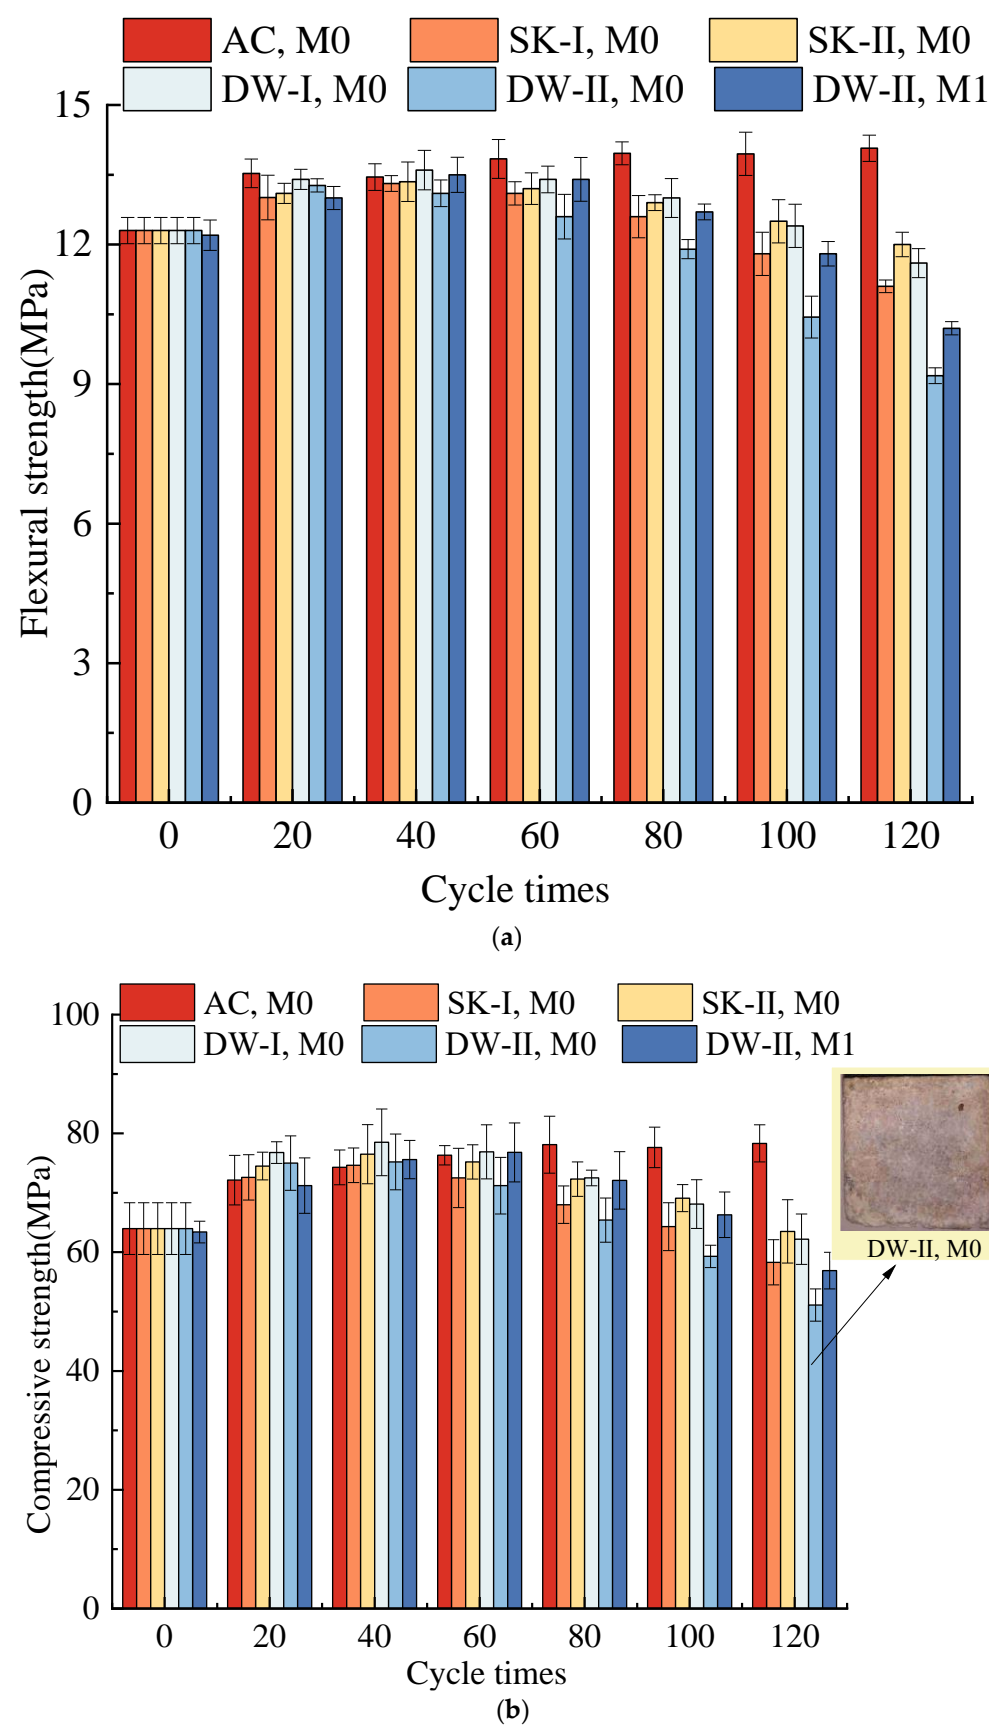 AC, M0 SK-I, M0 SK-II, M0
DW-I, M0 DW-II, M0 DW-II, M1
15
12
9
6
3
0
Flexural strength(MPa)
0 20 40 60 80 100 120
Cycle times
(a)
AC, M0 SK-I, M0 SK-II, M0
DW-I, M0 DW-II, M0 DW-II, M1
100
80
60
40
20
0
Compressive strength(MPa)
DW-II, M0
0 20 40 60 80 100 120
Cycle times
(b)